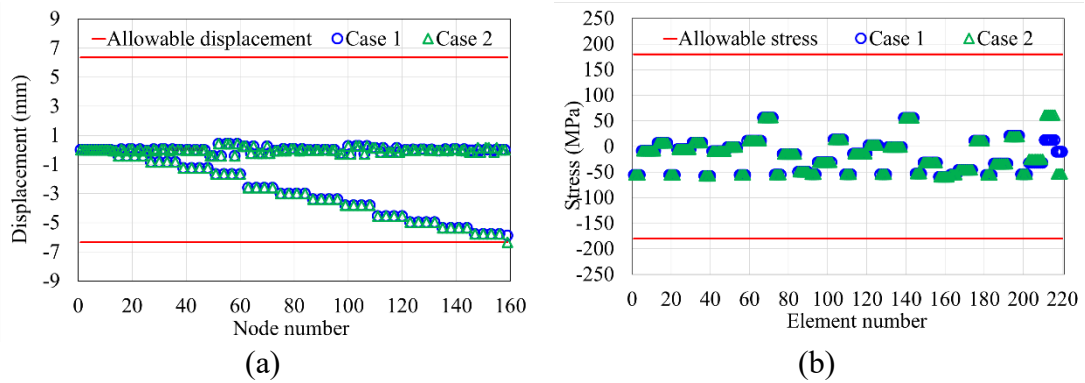 9
7
5
3
1
-1
-3
-5
-7
-9
Displacement (mm)
Allowable displacement Case 1 Case 2
0 20 40 60 80 100 120 140 160
Node number
(a)
250
200
150
100
50
0
-50
-100
-150
-200
-250
Stress (MPa)
Allowable stress Case 1 Case 2
0 20 40 60 80 100 120 140 160 180 200 220
Element number
(b)